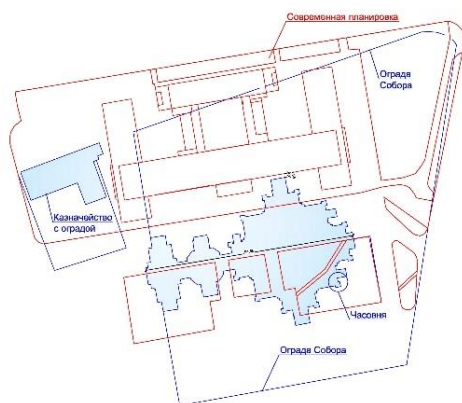 Современная планировка
Ограда
Собора
Казначейство
с оградой
Часовня
Ограда Собора